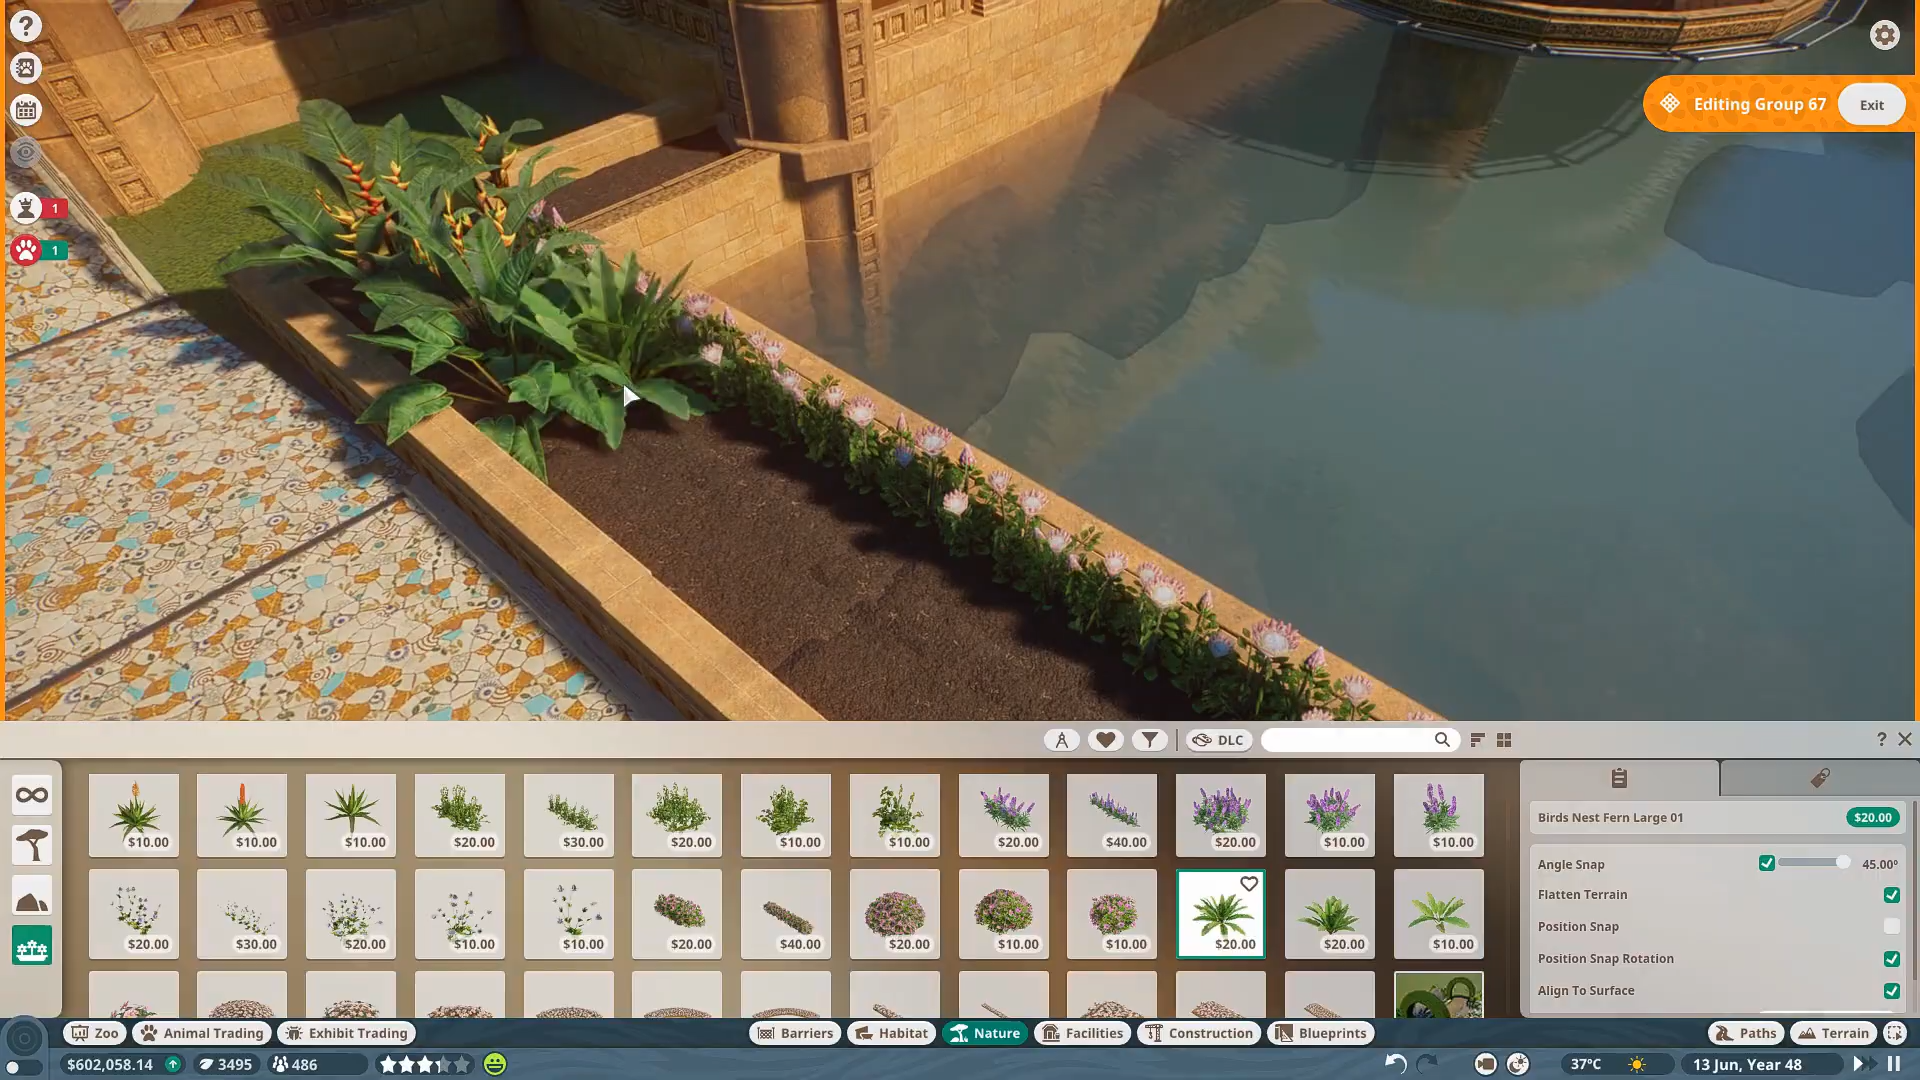 ?
Editing Group 67 Exit
1
1
DLC
?
$10.00 $10.00 $10.00 $20.00 $30.00 $20.00 $10.00 $10.00 $20.00 $40.00 $20.00 $10.00 $10.00
$20.00 $30.00 $20.00 $10.00 $10.00 $20.00 $40.00 $20.00 $10.00 $10.00 $20.00 $20.00 $10.00
Birds Nest Fern Large 01 $20.00
Angle Snap 45.00°
Flatten Terrain
Position Snap
Position Snap Rotation
Align To Surface
Zoo Animal Trading Exhibit Trading Barriers Habitat Nature Facilities Construction Blueprints Paths Terrain
$602,058.14 3495 486 37°C 13 Jun, Year 48